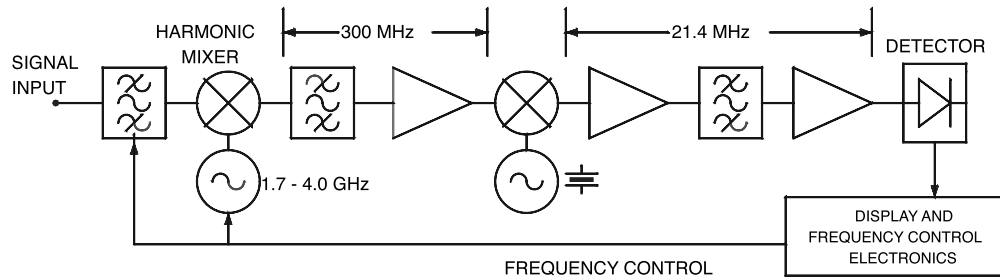 300 MHz
21.4 MHz
HARMONIC
MIXER
DETECTOR
SIGNAL
INPUT
1.7 - 4.0 GHz
DISPLAY AND
FREQUENCY CONTROL
ELECTRONICS
FREQUENCY CONTROL